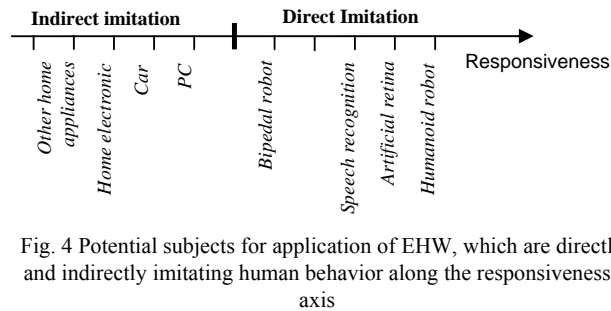 Indirect imitation
Direct Imitation
Responsiveness
Other home
appliances
Home electronic
Car
PC
Bipedal robot
Speech recognition
Artificial retina
Humanoid robot
Fig. 4 Potential subjects for application of EHW, which are directl
and indirectly imitating human behavior along the responsiveness
axis